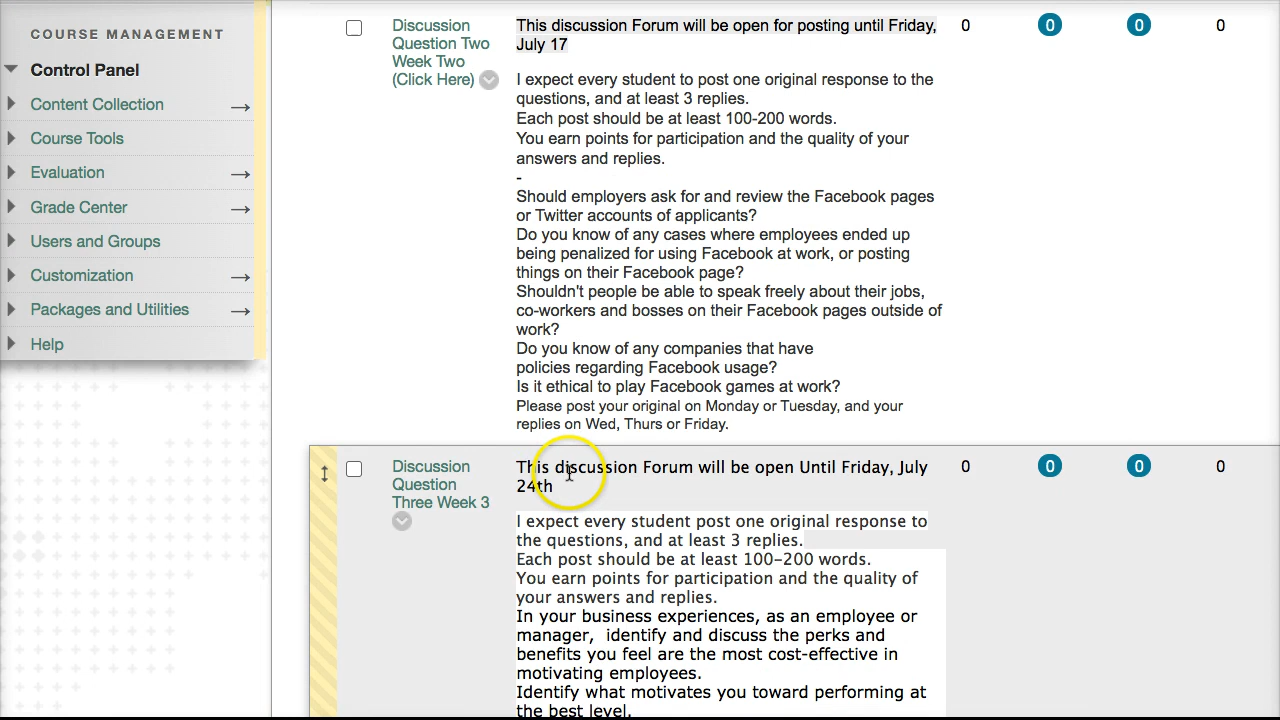 COURSE MANAGEMENT
Control Panel
Content Collection
Course Tools
Evaluation
Grade Center
Users and Groups
Customization
Packages and Utilities
Help
Discussion
Question Two
Week Two
(Click Here)
This discussion Forum will be open for posting until Friday,
July 17
I expect every student to post one original response to the
questions, and at least 3 replies.
Each post should be at least 100-200 words.
You earn points for participation and the quality of your
answers and replies.
-
Should employers ask for and review the Facebook pages
or Twitter accounts of applicants?
Do you know of any cases where employees ended up
being penalized for using Facebook at work, or posting
things on their Facebook page?
Shouldn't people be able to speak freely about their jobs,
co-workers and bosses on their Facebook pages outside of
work?
Do you know of any companies that have
policies regarding Facebook usage?
Is it ethical to play Facebook games at work?
Please post your original on Monday or Tuesday, and your
replies on Wed, Thurs or Friday.
0 0 0 0
Discussion
Question
Three Week 3
This discussion Forum will be open Until Friday, July
24th
I expect every student post one original response to
the questions, and at least 3 replies.
Each post should be at least 100-200 words.
You earn points for participation and the quality of
your answers and replies.
In your business experiences, as an employee or
manager, identify and discuss the perks and
benefits you feel are the most cost-effective in
motivating employees.
Identify what motivates you toward performing at
the best level.
0 0 0 0